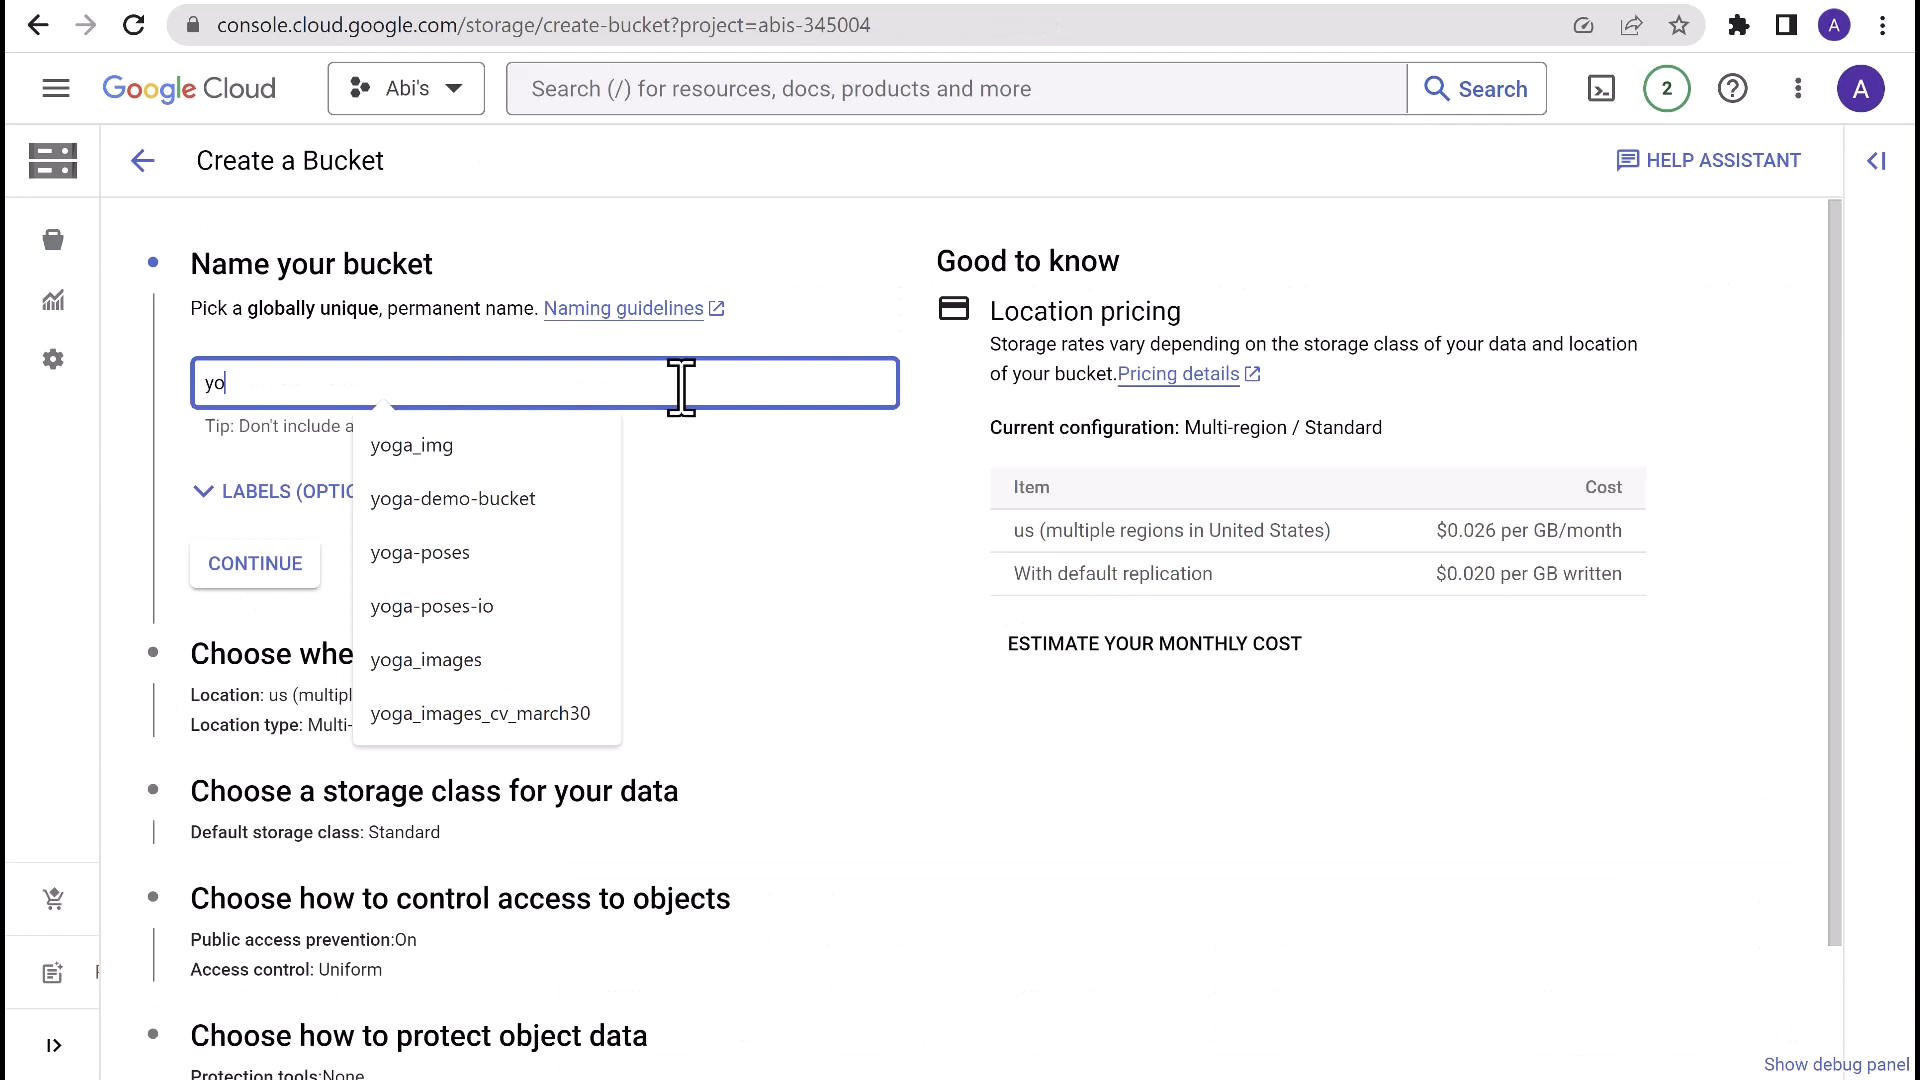 console.cloud.google.com/storage/create-bucket?project=abis-345004
A
Google Cloud
Abi's
Search (/) for resources, docs, products and more
Search
2
A
Create a Bucket
HELP ASSISTANT
Name your bucket
Pick a globally unique, permanent name. Naming guidelines
yo
Tip: Don't include a
yoga_img
yoga-demo-bucket
yoga-poses
yoga-poses-io
yoga_images
yoga_images_cv_march30
LABELS (OPTIO
CONTINUE
Choose whe
Location: us (multipl
Location type: Multi-
Choose a storage class for your data
Default storage class: Standard
Choose how to control access to objects
Public access prevention:On
Access control: Uniform
Choose how to protect object data
Protection tools:None
Good to know
Location pricing
Storage rates vary depending on the storage class of your data and location
of your bucket.Pricing details
Current configuration: Multi-region / Standard
Item Cost
us (multiple regions in United States) $0.026 per GB/month
With default replication $0.020 per GB written
ESTIMATE YOUR MONTHLY COST
Show debug panel